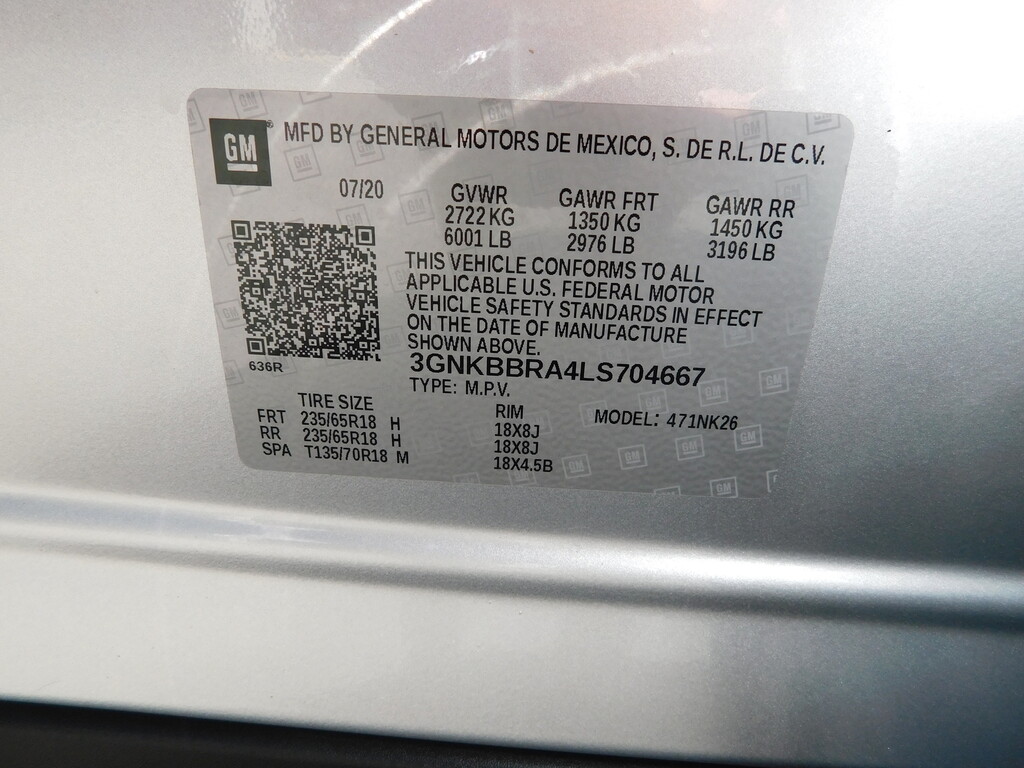 GM MFD BY GENERAL MOTORS DE MEXICO, S. DE R.L. DE C.V.
07/20 GVWR GAWR FRT GAWR RR
2722 KG 1350 KG 1450 KG
6001 LB 2976 LB 3196 LB
THIS VEHICLE CONFORMS TO ALL
APPLICABLE U.S. FEDERAL MOTOR
VEHICLE SAFETY STANDARDS IN EFFECT
ON THE DATE OF MANUFACTURE
SHOWN ABOVE.
636R
3GNKBBRA4LS704667
TYPE: M.P.V.
TIRE SIZE RIM MODEL: 471NK26
FRT 235/65R18 H 18X8J
RR 235/65R18 H 18X8J
SPA T135/70R18 M 18X4.5B